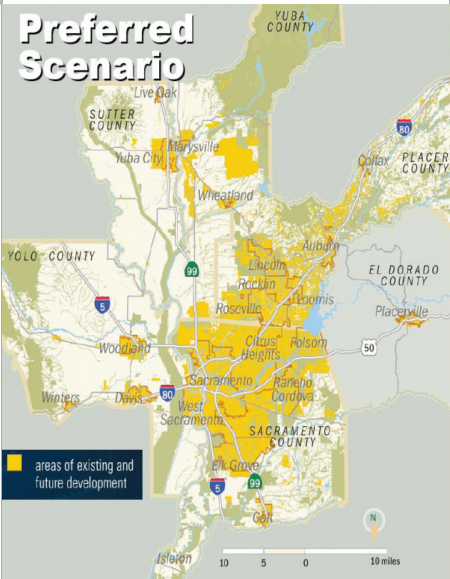 Preferred
Scenario
YUBA
COUNTY
Live Oak
SUTTER
COUNTY
80
Marysville
Yuba City
Colfax
PLACER
COUNTY
Wheatland
Auburn
YOLO COUNTY
99
Lincoln
EL DORADO
COUNTY
Rocklin
Loomis
5
Roseville
Placerville
Woodland
Citrus
Heights
Folsom
50
Sacramento
Rancho
Cordova
Winters
Davis
80
West
Sacramento
SACRAMENTO
COUNTY
areas of existing and
future development
Elk Grove
5
99
Galt
N
Isleton
10 5 0 10 miles